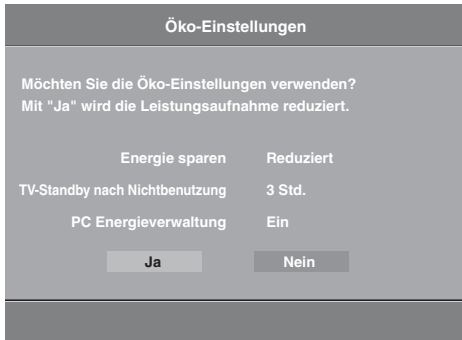 Öko-Einstellungen
Möchten Sie die Öko-Einstellungen verwenden?
Mit "Ja" wird die Leistungsaufnahme reduziert.
Energie sparen Reduziert
TV-Standby nach Nichtbenutzung 3 Std.
PC Energieverwaltung Ein
Ja Nein